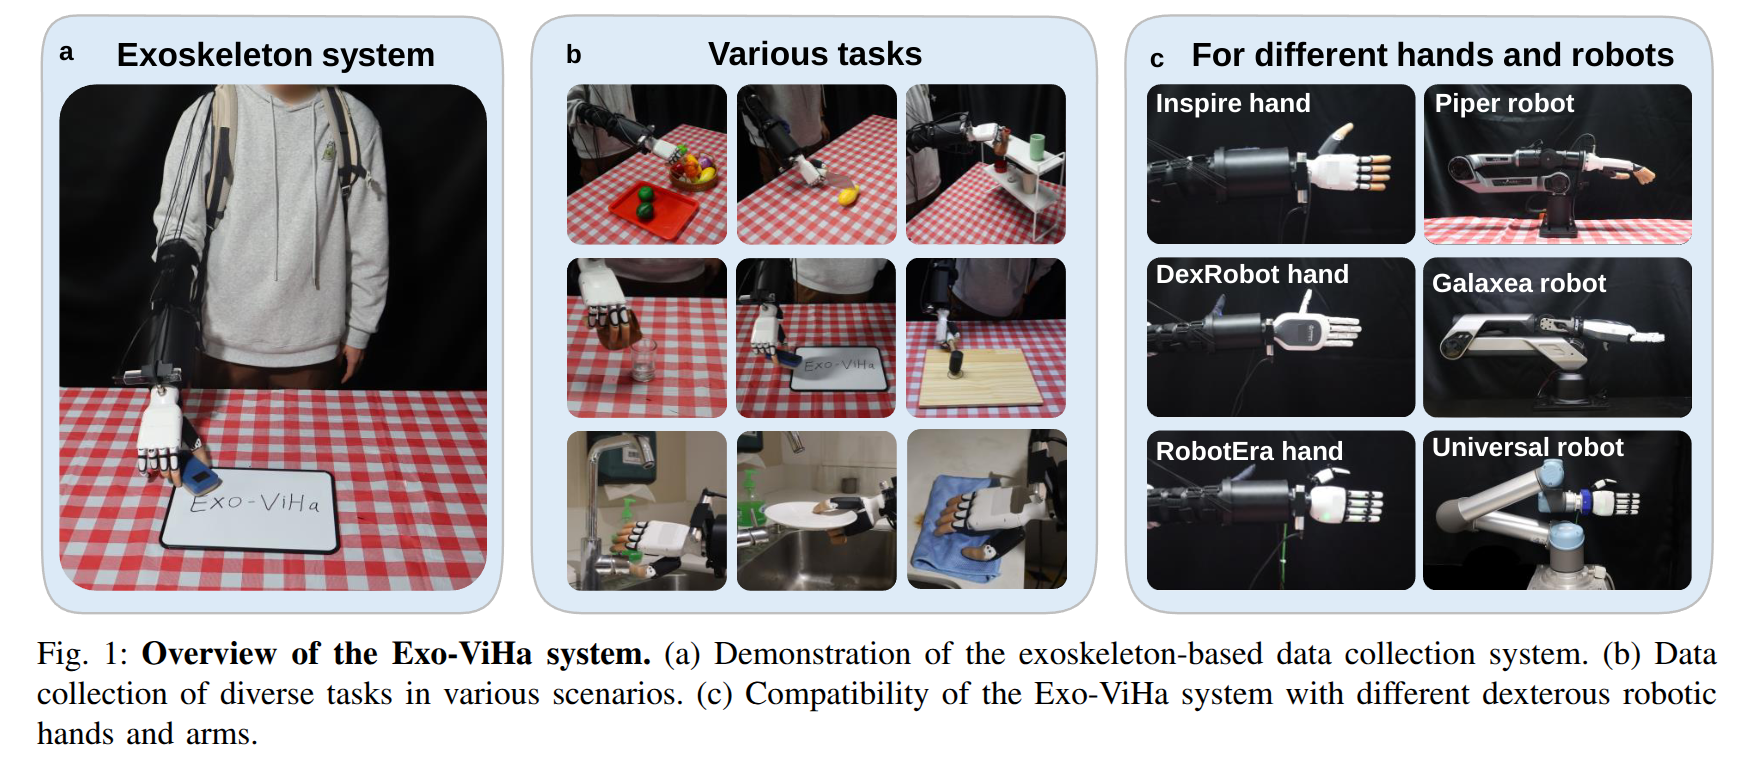 a Exoskeleton system
Exo-ViHa
b Various tasks
Exo-ViHa
c For different hands and robots
Inspire hand
Piper robot
DexRobot hand
Galaxea robot
RobotEra hand
Universal robot
Fig. 1: Overview of the Exo-ViHa system. (a) Demonstration of the exoskeleton-based data collection system. (b) Data
collection of diverse tasks in various scenarios. (c) Compatibility of the Exo-ViHa system with different dexterous robotic
hands and arms.